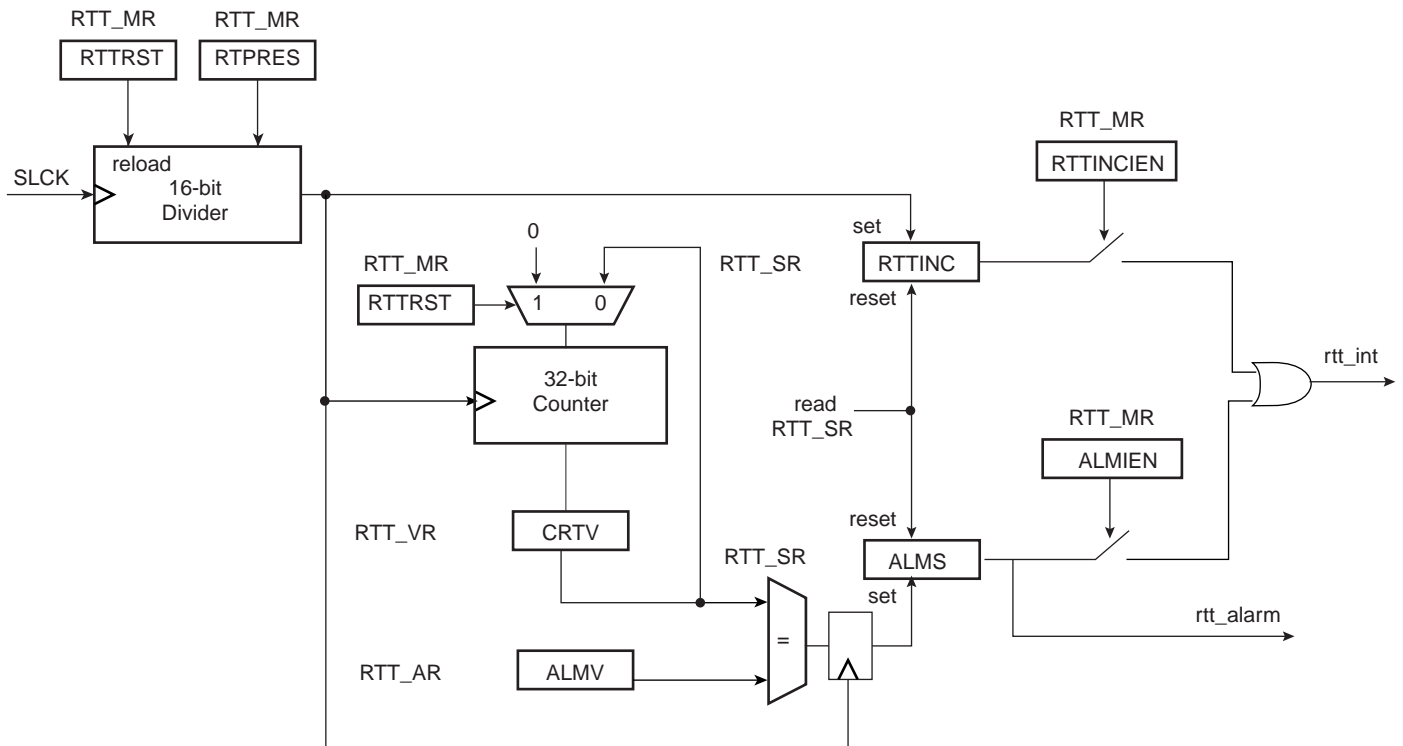 RTT_MR
RTT_MR
RTTRST
RTPRES
reload
16-bit
Divider
SLCK
RTT_MR
RTTINCIEN
0
set
RTT_MR
RTT_SR
RTTINC
RTTRST
1
0
reset
32-bit
Counter
rtt_int
read
RTT_SR
RTT_MR
ALMIEN
reset
RTT_VR
CRTV
RTT_SR
ALMS
set
rtt_alarm
=
RTT_AR
ALMV